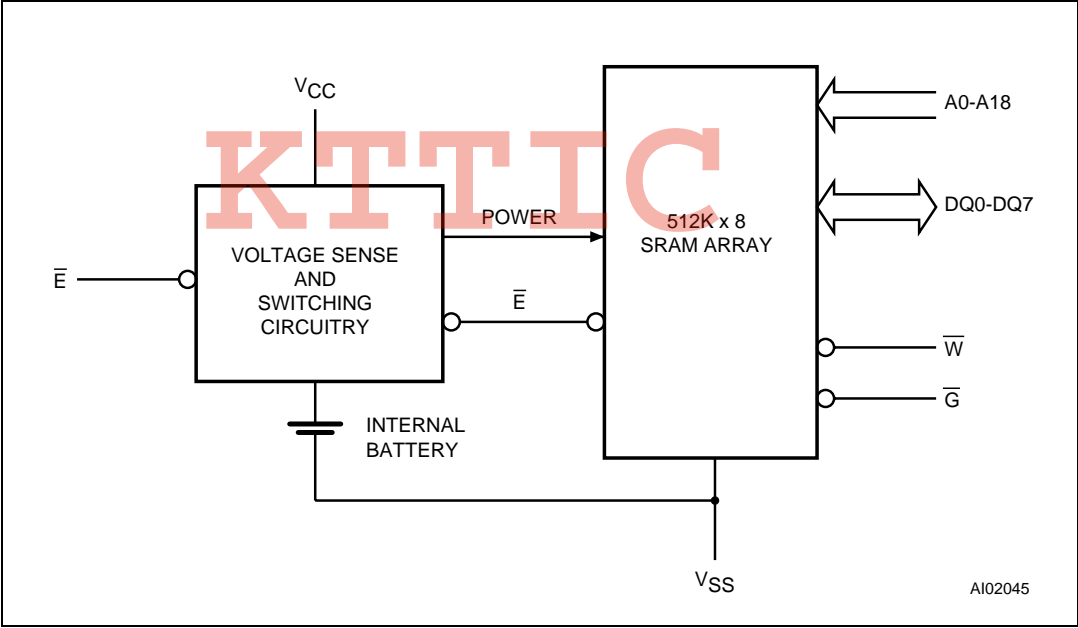 VCC
KTTIC
A0-A18
DQ0-DQ7
POWER
512K x 8
SRAM ARRAY
VOLTAGE SENSE
AND
SWITCHING
CIRCUITRY
E̅
E̅
W̅
G̅
INTERNAL
BATTERY
VSS
AI02045